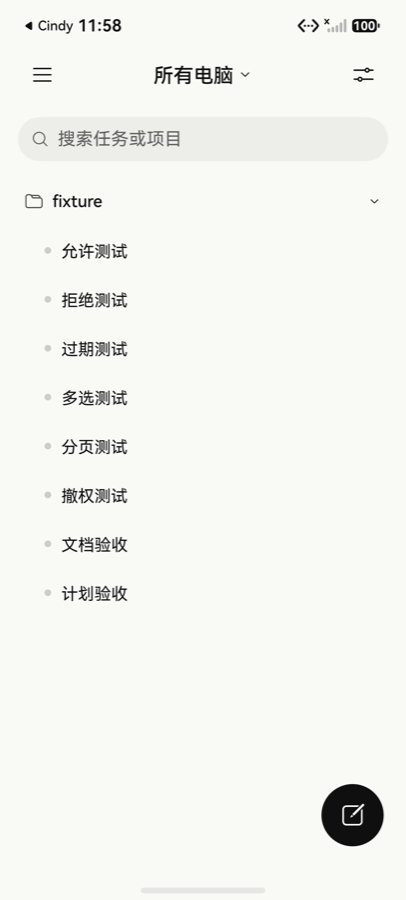 Cindy 11:58
100
所有电脑
搜索任务或项目
fixture
允许测试
拒绝测试
过期测试
多选测试
分页测试
撤权测试
文档验收
计划验收